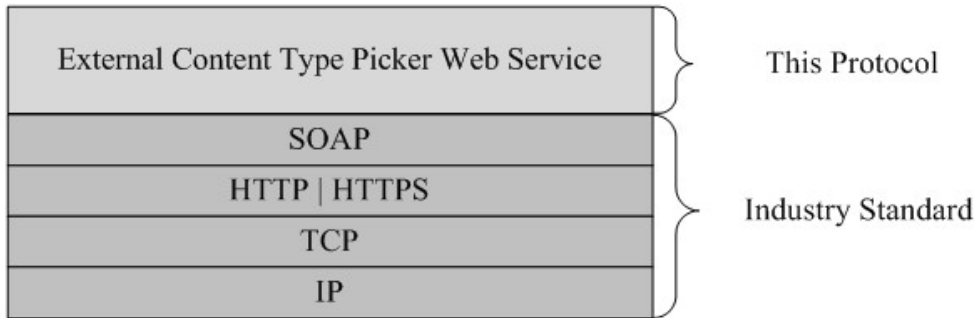 External Content Type Picker Web Service
This Protocol
SOAP
HTTP | HTTPS
TCP
IP
Industry Standard